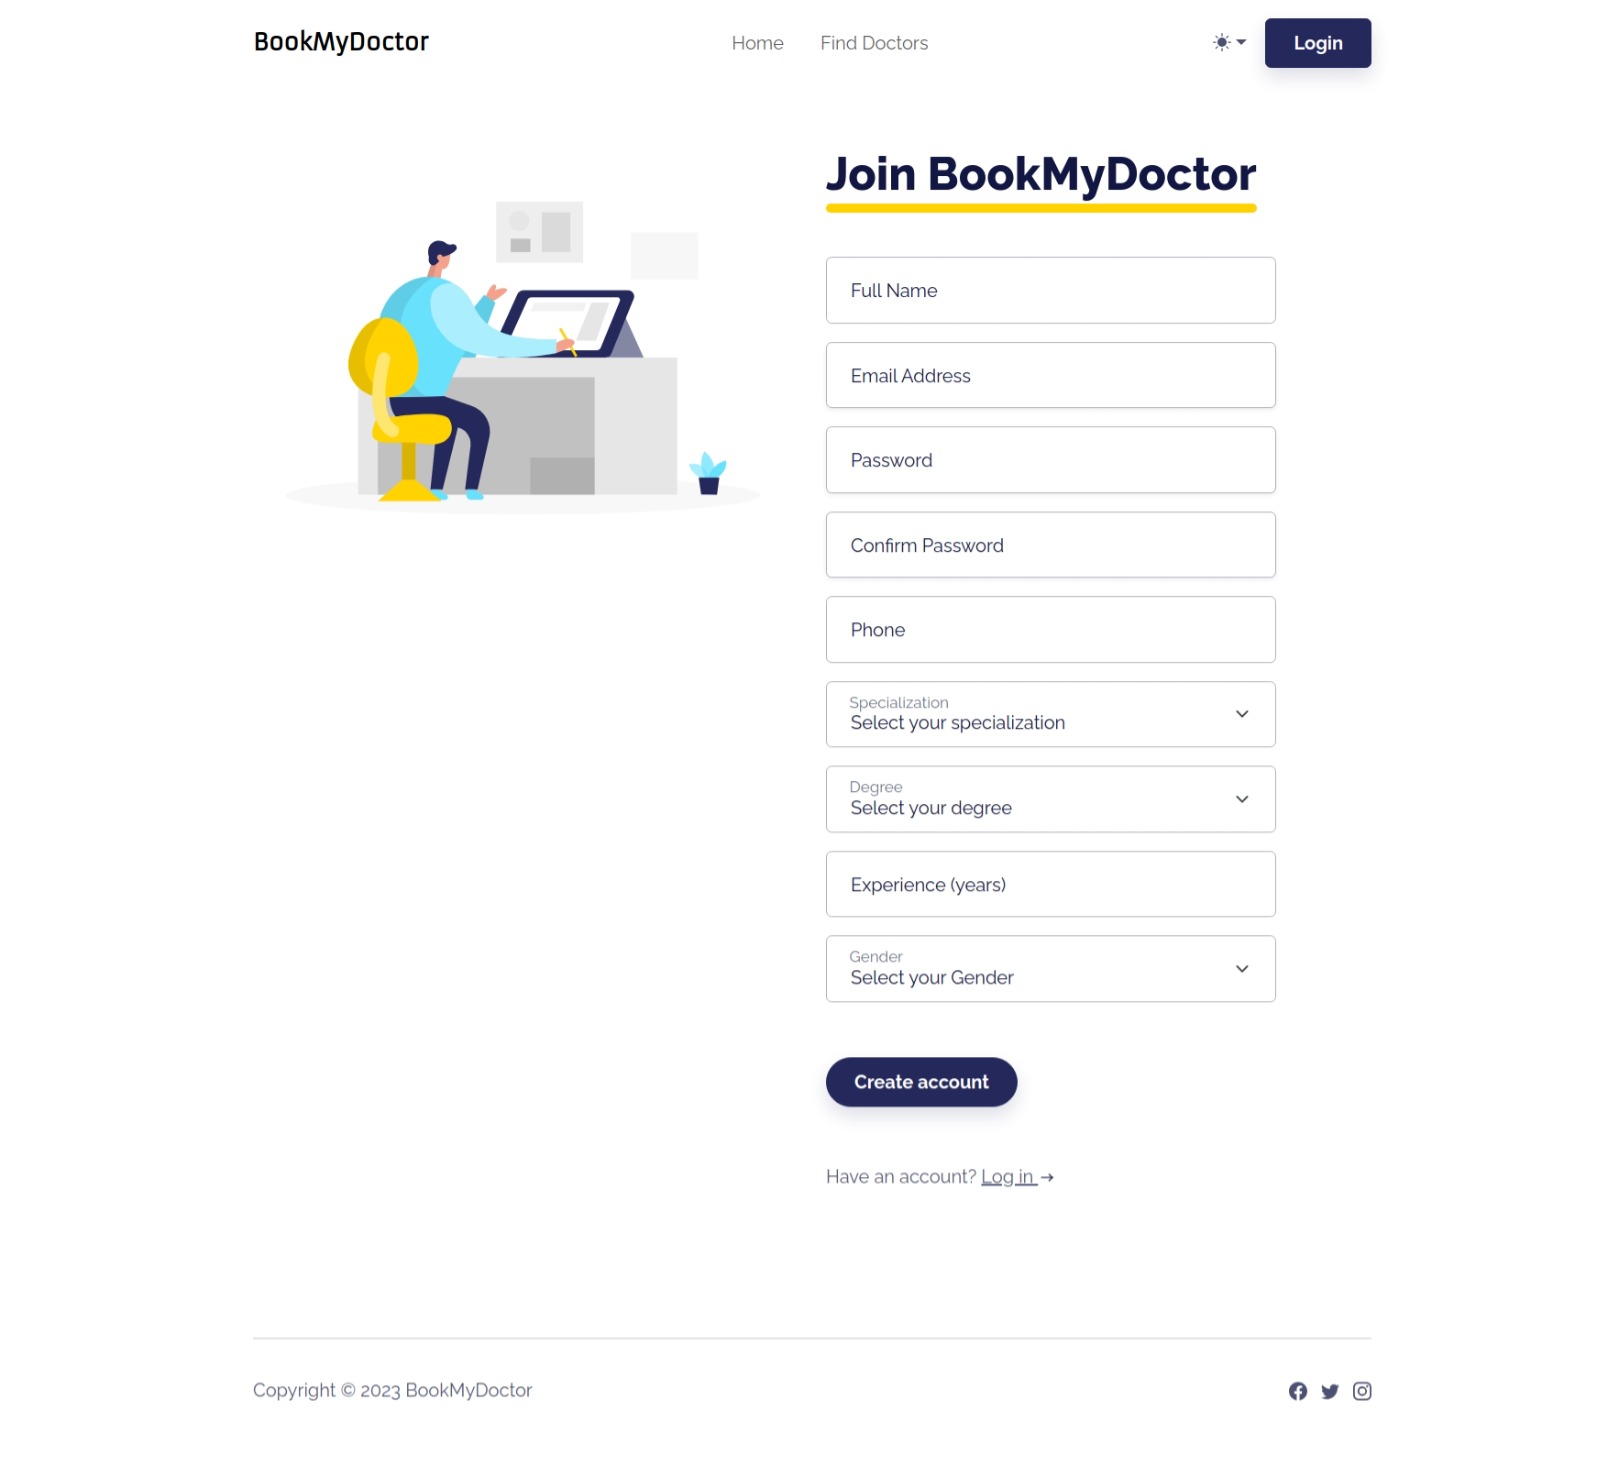 BookMyDoctor
Home
Find Doctors
Login
Join BookMyDoctor
Full Name
Email Address
Password
Confirm Password
Phone
Specialization
Select your specialization
Degree
Select your degree
Experience (years)
Gender
Select your Gender
Create account
Have an account? Log in →
Copyright © 2023 BookMyDoctor